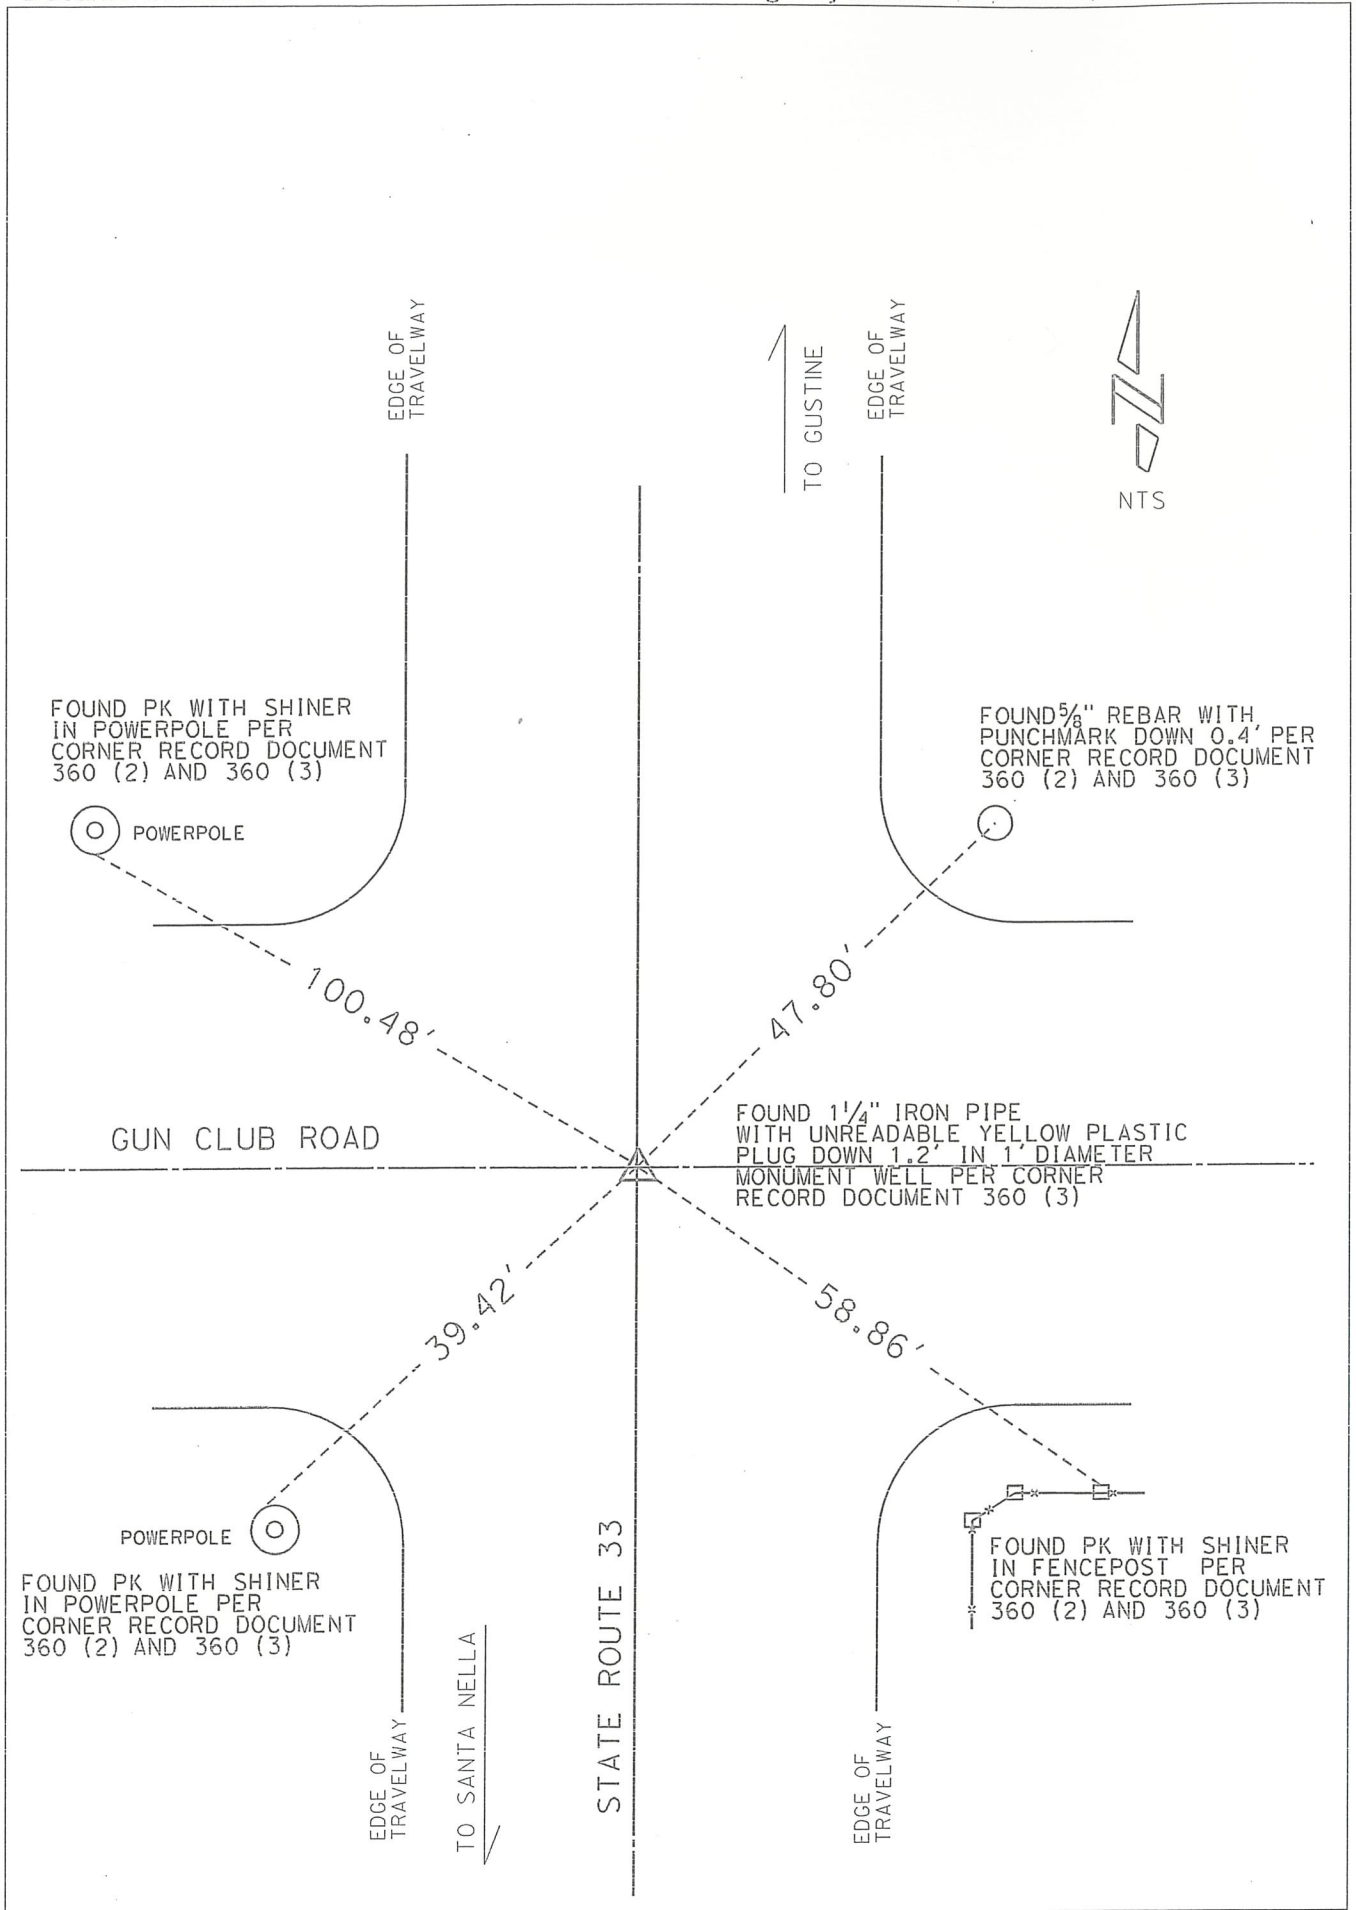 EDGE OF
TRAVELWAY
TO GUSTINE
EDGE OF
TRAVELWAY
NTS
FOUND PK WITH SHINER
IN POWERPOLE PER
CORNER RECORD DOCUMENT
360 (2) AND 360 (3)
POWERPOLE
FOUND 5/8" REBAR WITH
PUNCHMARK DOWN 0.4' PER
CORNER RECORD DOCUMENT
360 (2) AND 360 (3)
100.48'
47.80'
GUN CLUB ROAD
FOUND 1 1/4" IRON PIPE
WITH UNREADABLE YELLOW PLASTIC
PLUG DOWN 1.2' IN 1' DIAMETER
MONUMENT WELL PER CORNER
RECORD DOCUMENT 360 (3)
39.42'
58.86'
POWERPOLE
FOUND PK WITH SHINER
IN POWERPOLE PER
CORNER RECORD DOCUMENT
360 (2) AND 360 (3)
FOUND PK WITH SHINER
IN FENCEPOST PER
CORNER RECORD DOCUMENT
360 (2) AND 360 (3)
EDGE OF
TRAVELWAY
TO SANTA NELLA
STATE ROUTE 33
EDGE OF
TRAVELWAY